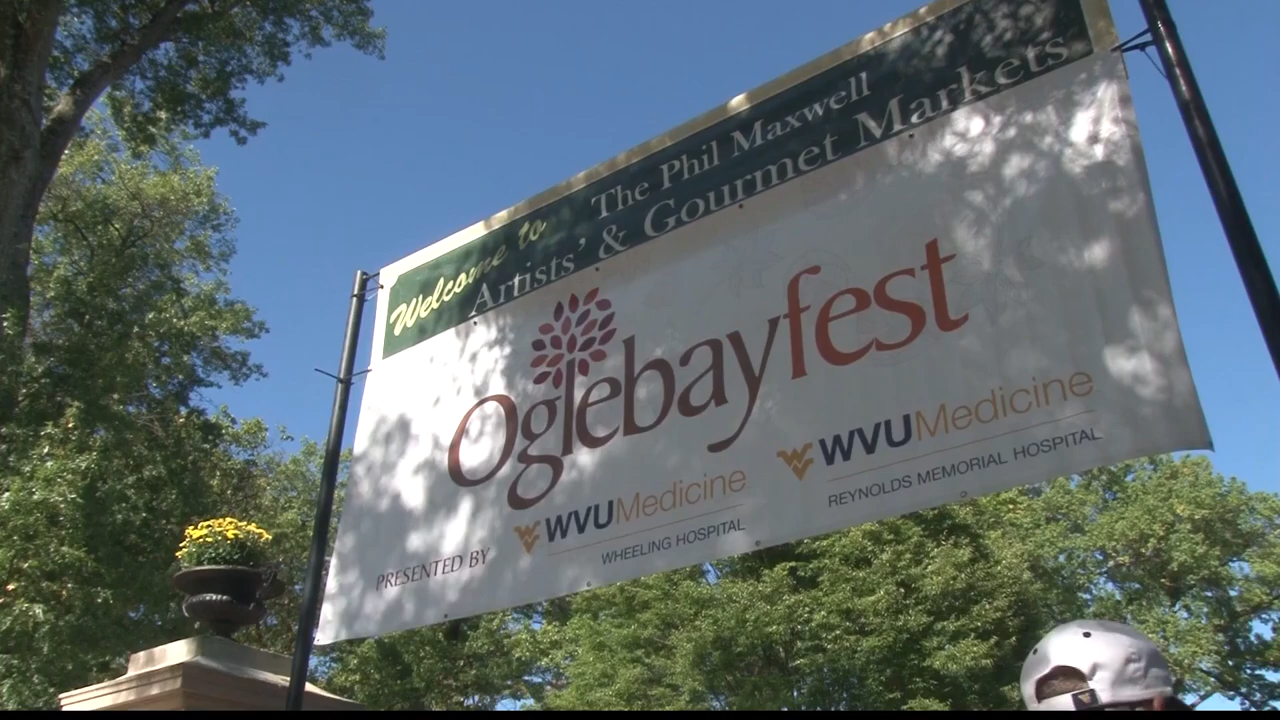 Welcome to The Phil Maxwell
Artists' & Gourmet Markets
Oglebayfest
PRESENTED BY
WVUMedicine
WHEELING HOSPITAL
WVUMedicine
REYNOLDS MEMORIAL HOSPITAL